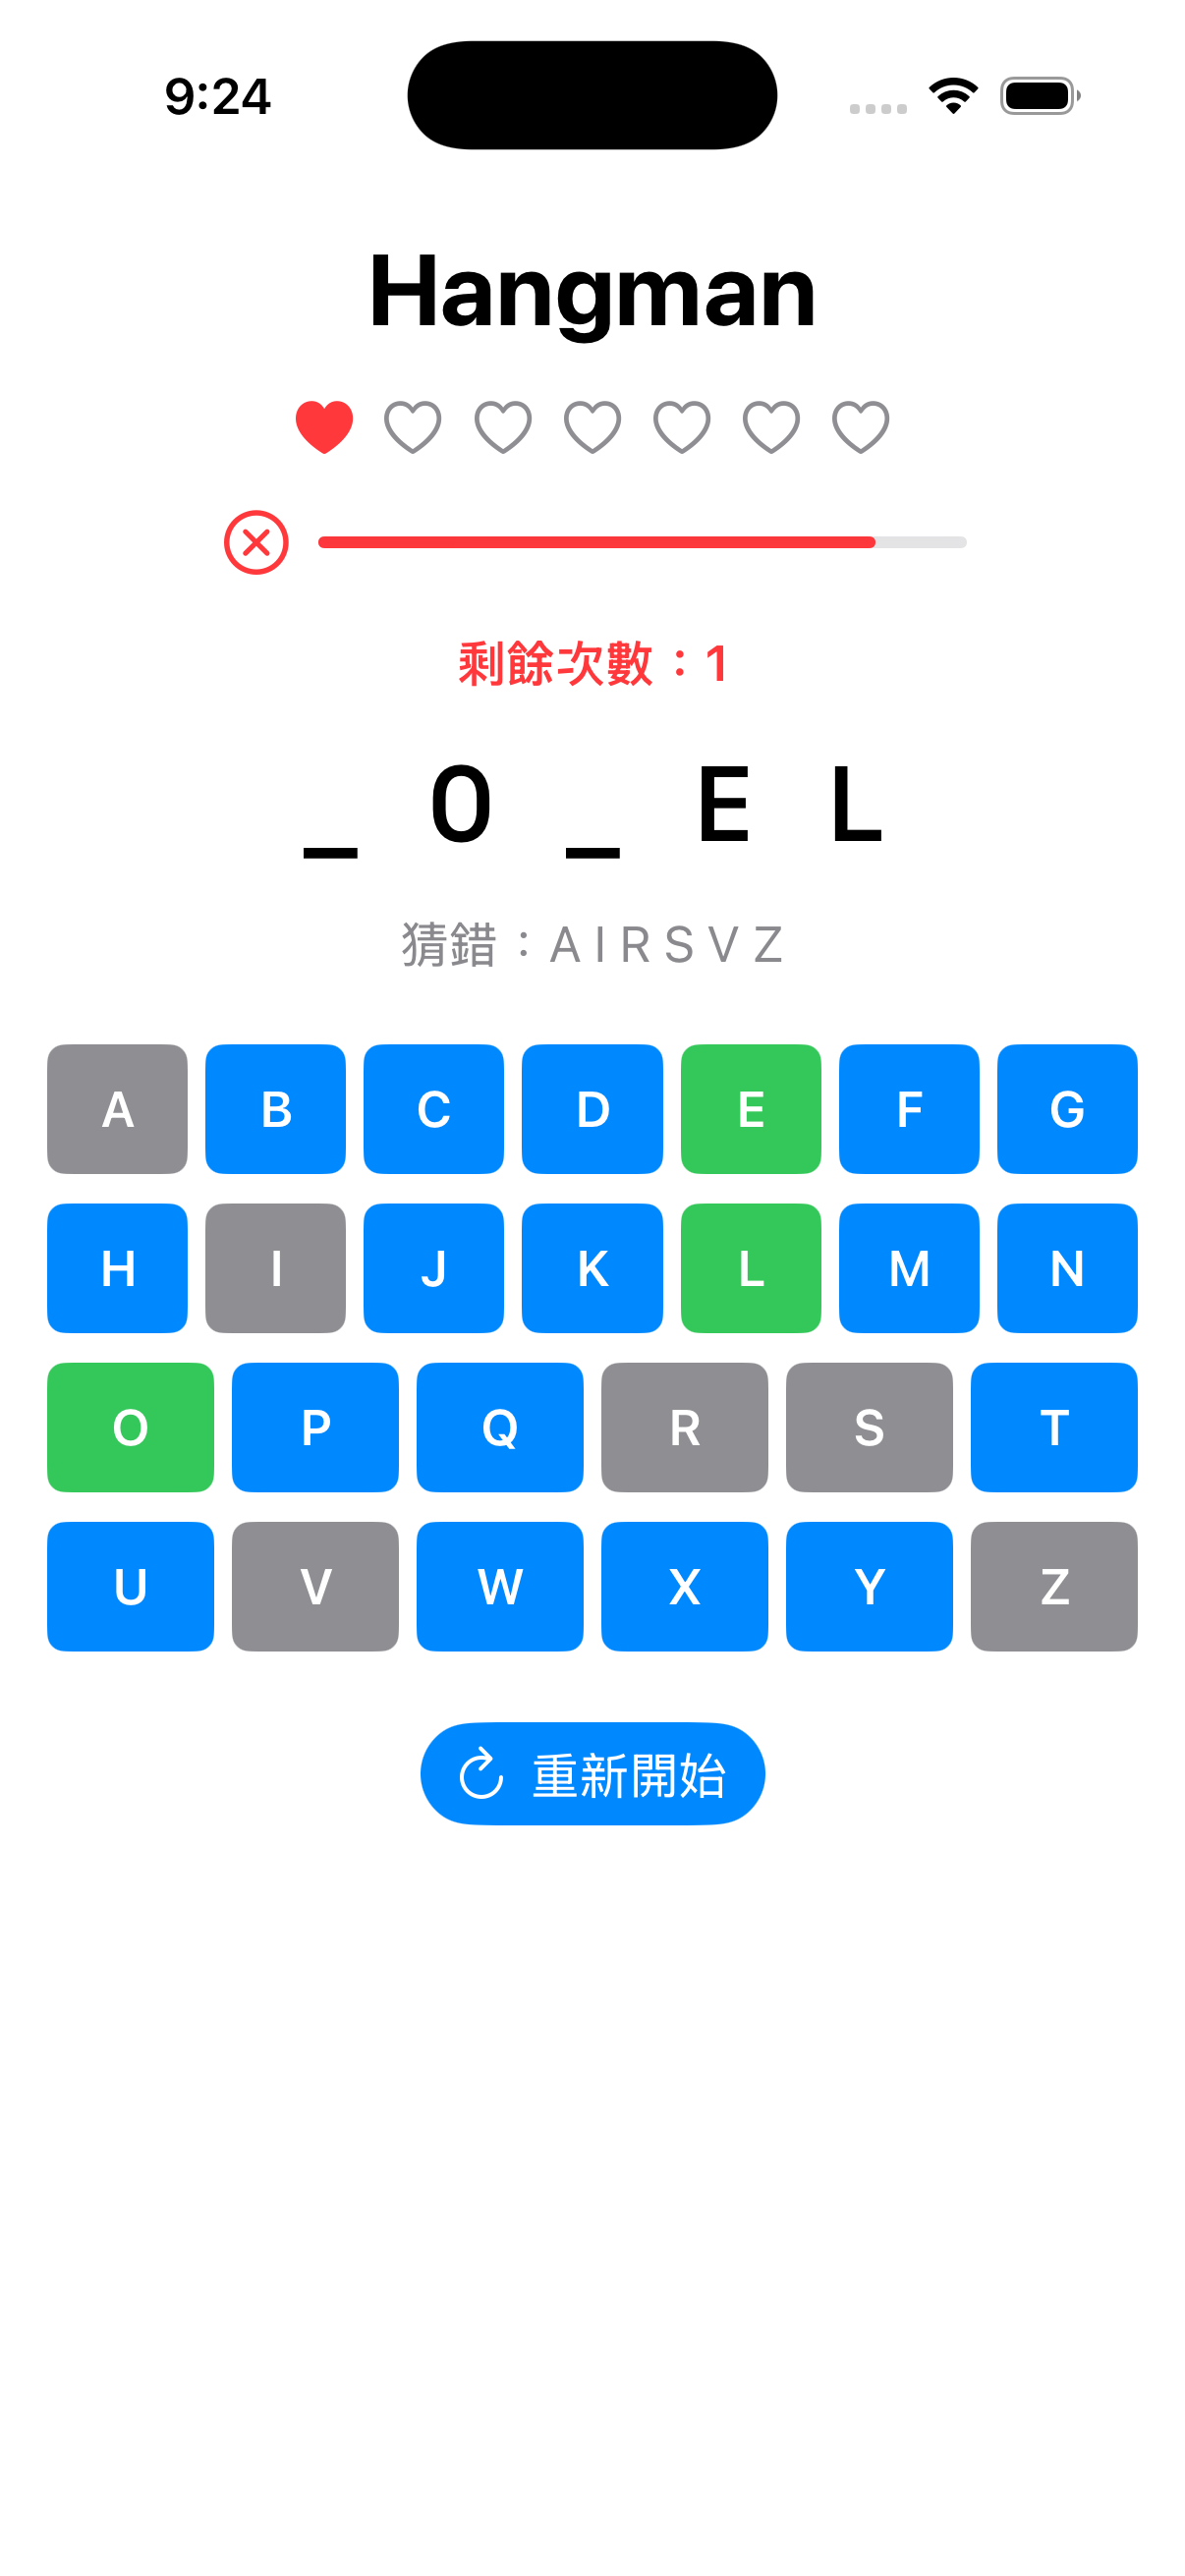 9:24
Hangman
剩餘次數：1
_ O _ E L
猜錯：A I R S V Z
A B C D E F G
H I J K L M N
O P Q R S T
U V W X Y Z
重新開始